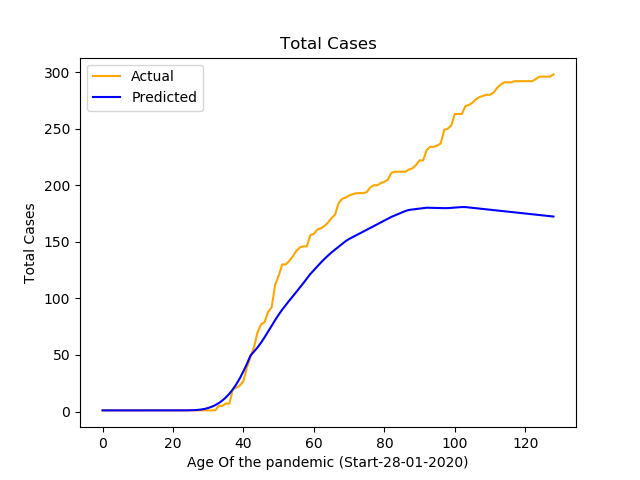 Total Cases
Actual
Predicted
300
250
200
150
100
50
0
Total Cases
0 20 40 60 80 100 120
Age Of the pandemic (Start-28-01-2020)